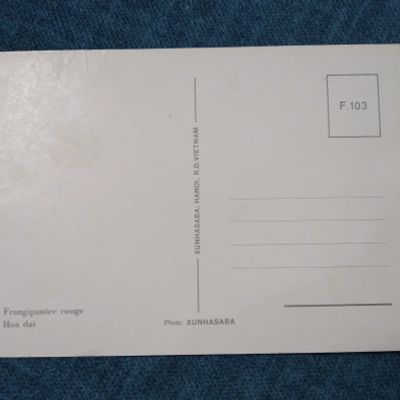 F.103
XUNHASABA: HANOI, R.D. VIETNAM
Frangipanier rouge
Hoa dai
Photo: XUNHASABA